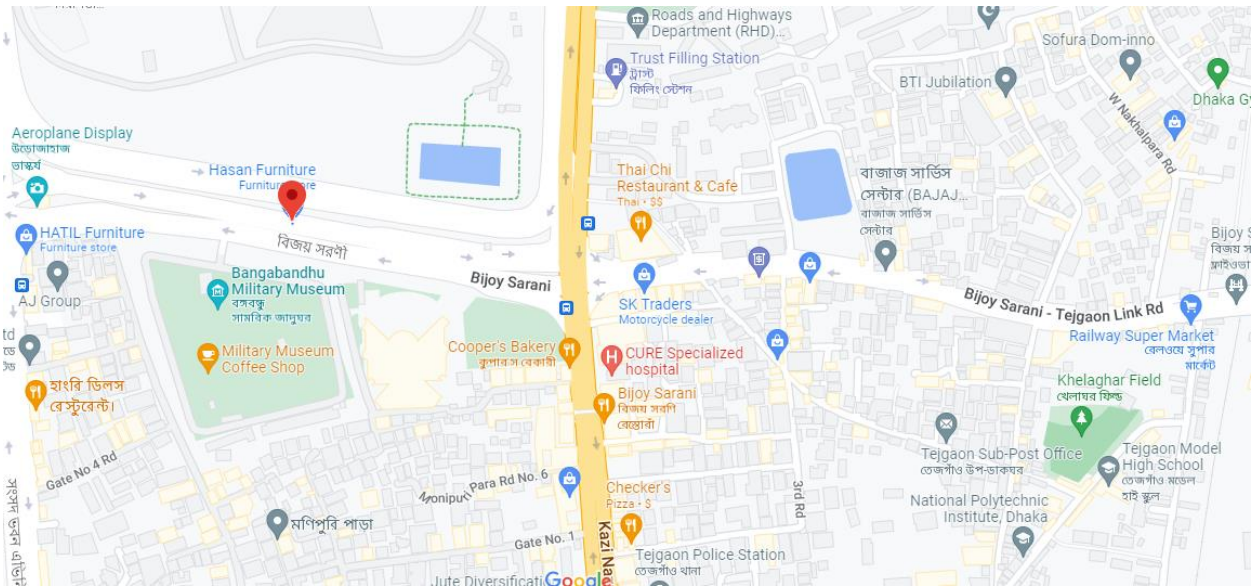 Roads and Highways
Department (RHD)...
Sofura Dom-inno
Trust Filling Station
ট্রাস্ট
ফিলিং স্টেশন
BTI Jubilation
Dhaka Gy
W Nakhalpara Rd
Aeroplane Display
উড়োজাহাজ
ভাস্কর্য
Hasan Furniture
Furniture store
Thai Chi
Restaurant & Cafe
Thai • $$
বাজাজ সার্ভিস
সেন্টার (BAJAJ...
বাজাজ সার্ভিস
সেন্টার
HATIL Furniture
Furniture store
বিজয় সরণী
Bijoy S
বিজয় স
ফ্লাইওভা
AJ Group
Bangabandhu
Military Museum
বঙ্গবন্ধু
সামরিক জাদুঘর
Bijoy Sarani
SK Traders
Motorcycle dealer
Bijoy Sarani - Tejgaon Link Rd
Railway Super Market
রেলওয়ে সুপার
মার্কেট
Military Museum
Coffee Shop
Cooper's Bakery
কুপার স বেকারী
CURE Specialized
hospital
হাংরি ডিলস
রেস্টুরেন্ট।
Bijoy Sarani
বিজয় সরণি
রেস্তোরাঁ
Khelaghar Field
খেলাঘর ফিল্ড
Tejgaon Sub-Post Office
তেজগাঁও উপ-ডাকঘর
Tejgaon Model
High School
তেজগাঁও মডেল
হাই স্কুল
Gate No 4 Rd
Monipuri Para Rd No. 6
Checker's
Pizza • $
3rd Rd
National Polytechnic
Institute, Dhaka
মণিপুরি পাড়া
Gate No. 1
Kazi Na
Tejgaon Police Station
তেজগাঁও থানা
Jute Diversificati
Google